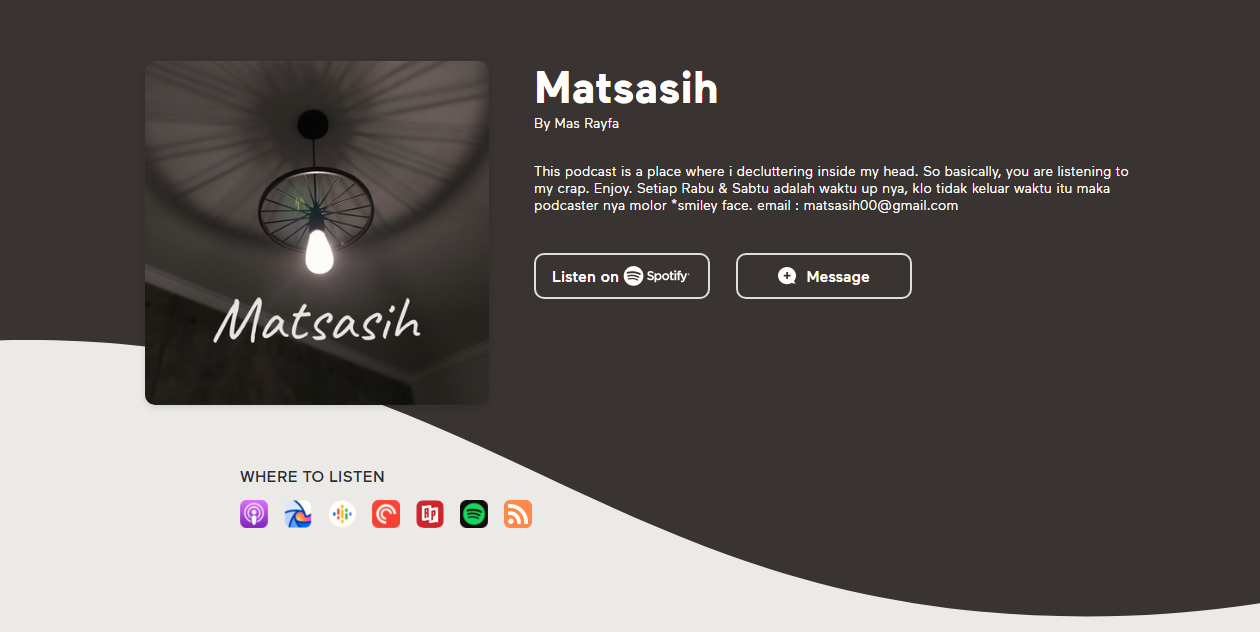 Matsasih
Matsasih
By Mas Rayfa
This podcast is a place where i decluttering inside my head. So basically, you are listening to
my crap. Enjoy. Setiap Rabu & Sabtu adalah waktu up nya, klo tidak keluar waktu itu maka
podcaster nya molor *smiley face. email : matsasih00@gmail.com
Listen on Spotify
Message
WHERE TO LISTEN